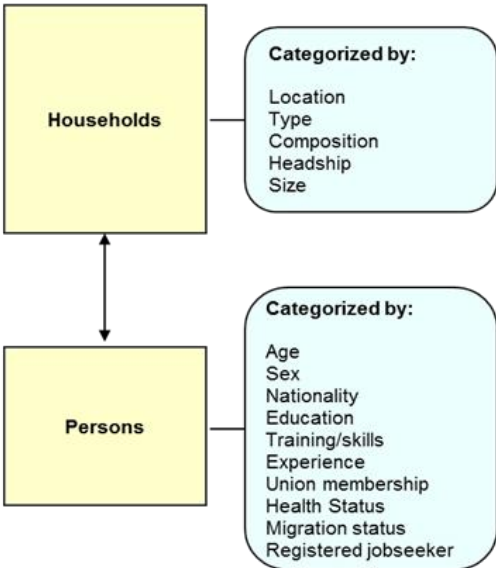 Households
Categorized by:
Location
Type
Composition
Headship
Size
Persons
Categorized by:
Age
Sex
Nationality
Education
Training/skills
Experience
Union membership
Health Status
Migration status
Registered jobseeker